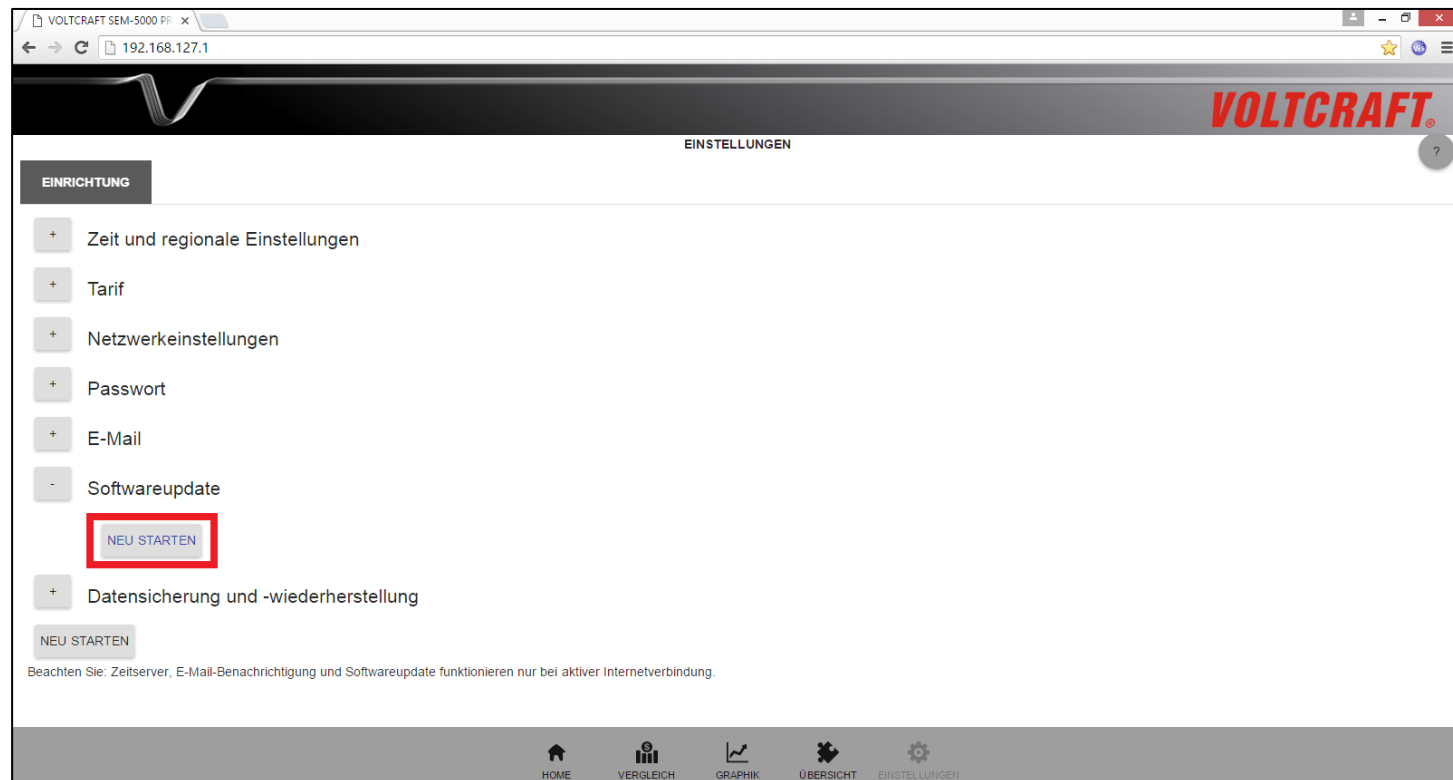 VOLTCRAFT SEM-5000 PR
192.168.127.1
VOLTCRAFT®
EINSTELLUNGEN
?
EINRICHTUNG
+ Zeit und regionale Einstellungen
+ Tarif
+ Netzwerkeinstellungen
+ Passwort
+ E-Mail
- Softwareupdate
NEU STARTEN
+ Datensicherung und -wiederherstellung
NEU STARTEN
Beachten Sie: Zeitserver, E-Mail-Benachrichtigung und Softwareupdate funktionieren nur bei aktiver Internetverbindung.
HOME VERGLEICH GRAPHIK ÜBERSICHT EINSTELLUNGEN